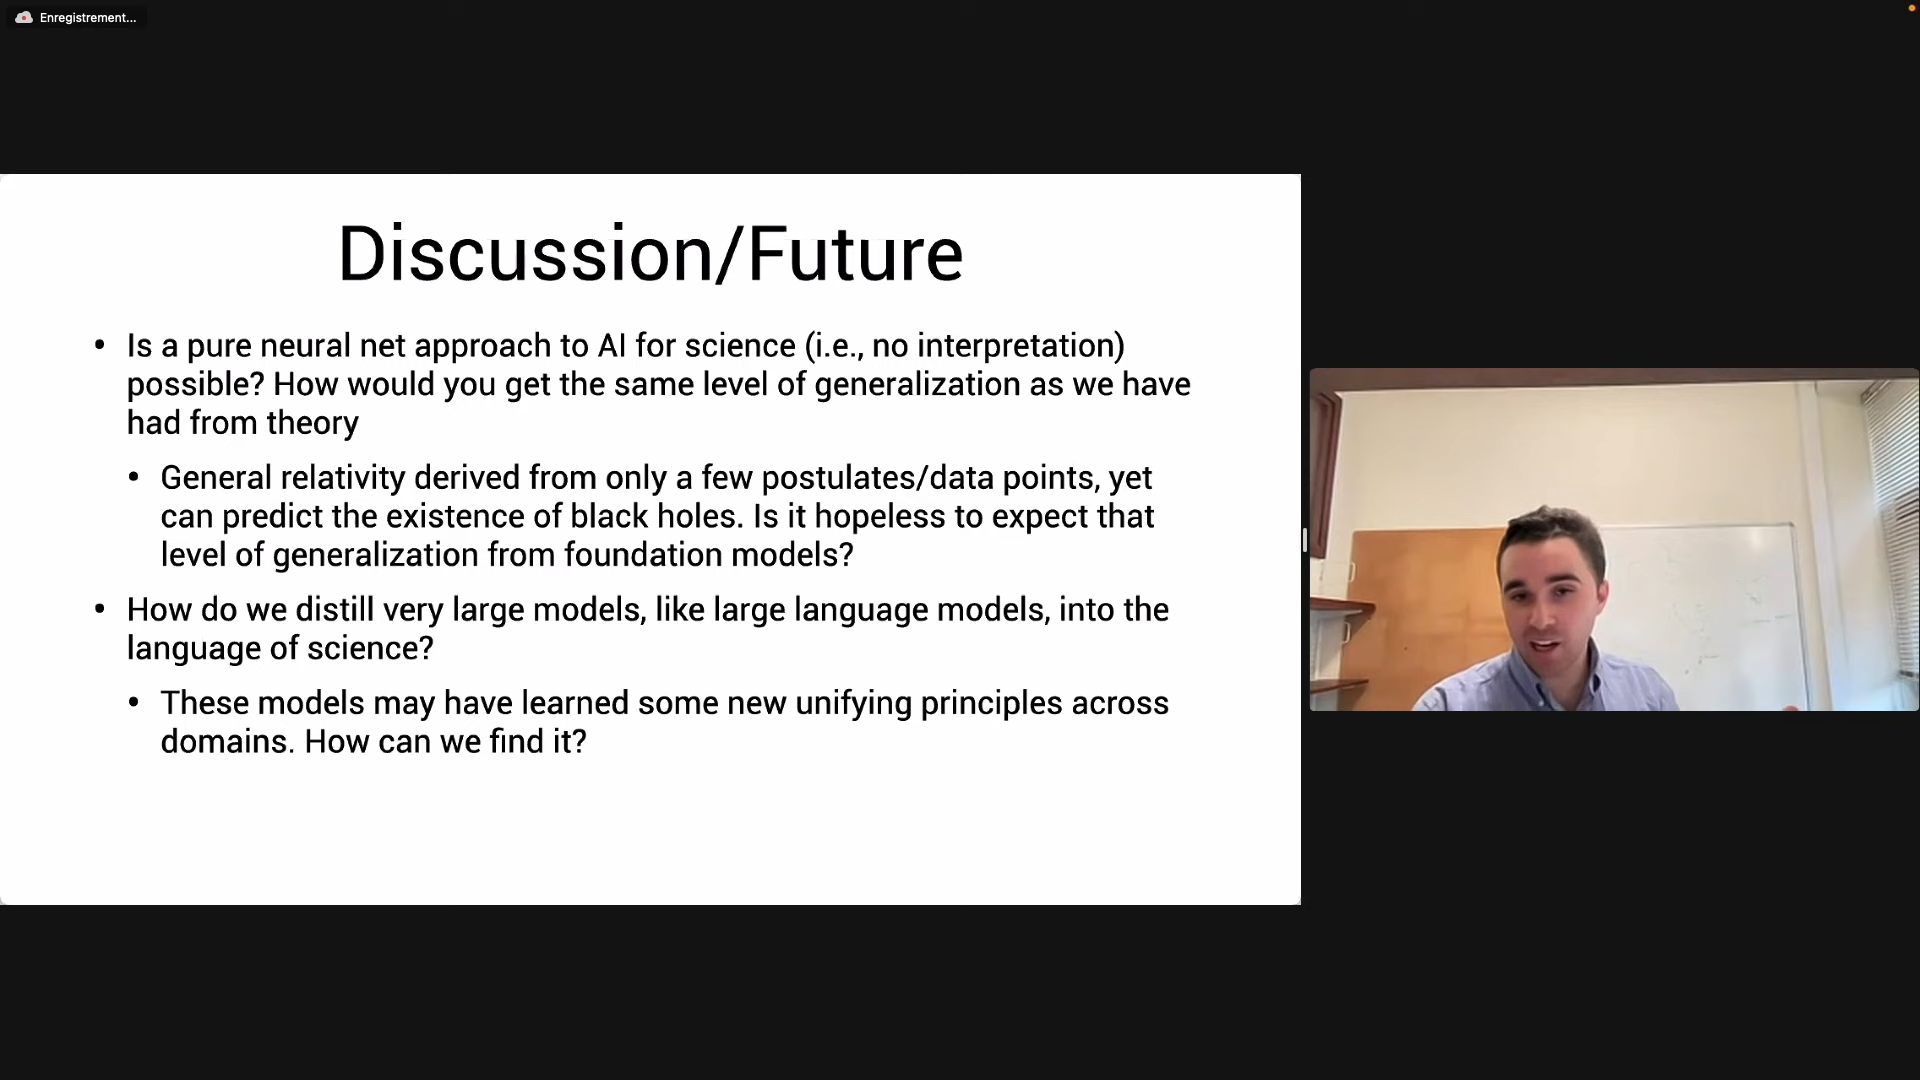 Enregistrement...
Discussion/Future
• Is a pure neural net approach to AI for science (i.e., no interpretation)
possible? How would you get the same level of generalization as we have
had from theory
• General relativity derived from only a few postulates/data points, yet
can predict the existence of black holes. Is it hopeless to expect that
level of generalization from foundation models?
• How do we distill very large models, like large language models, into the
language of science?
• These models may have learned some new unifying principles across
domains. How can we find it?